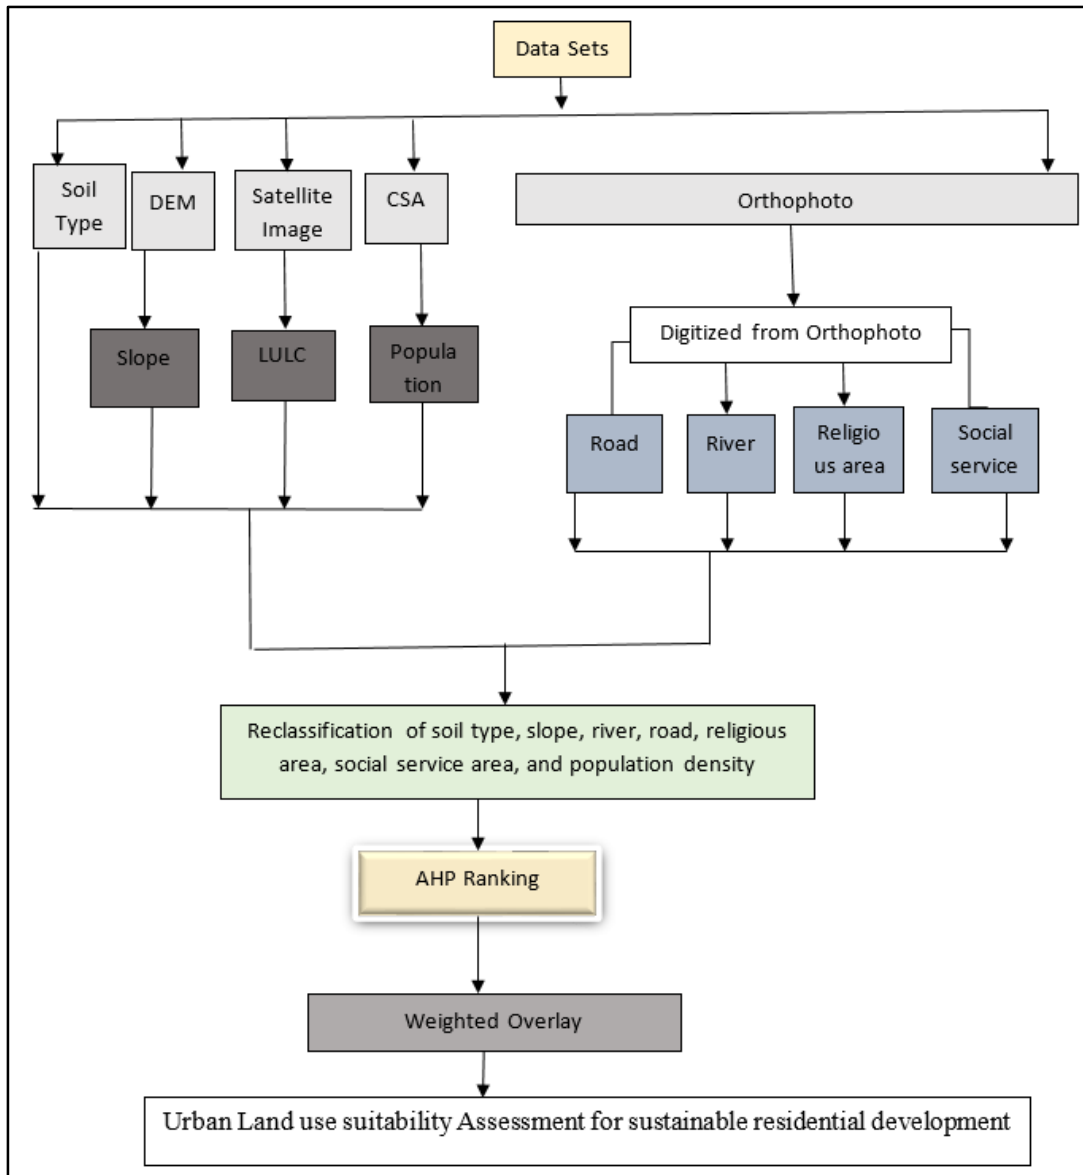 Data Sets
Soil
Type
DEM
Satellite
Image
CSA
Orthophoto
Digitized from Orthophoto
Slope
LULC
Popula
tion
Road
River
Religio
us area
Social
service
Reclassification of soil type, slope, river, road, religious
area, social service area, and population density
AHP Ranking
Weighted Overlay
Urban Land use suitability Assessment for sustainable residential development